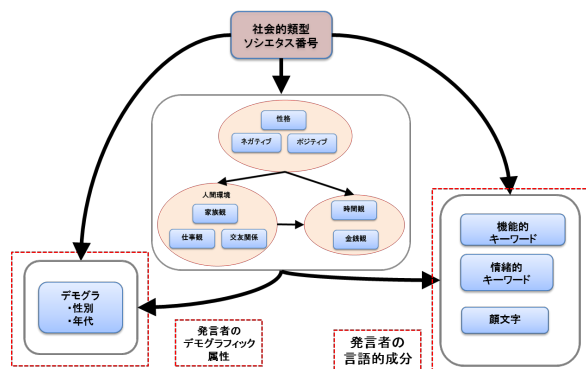 社会的類型
ソシエタス番号
性格
ネガティブ
ポジティブ
人間環境
家族観
仕事観
交友関係
時間観
金銭観
機能的
キーワード
情緒的
キーワード
顔文字
デモグラ
・性別
・年代
発言者の
デモグラフィック
属性
発言者の
言語的成分